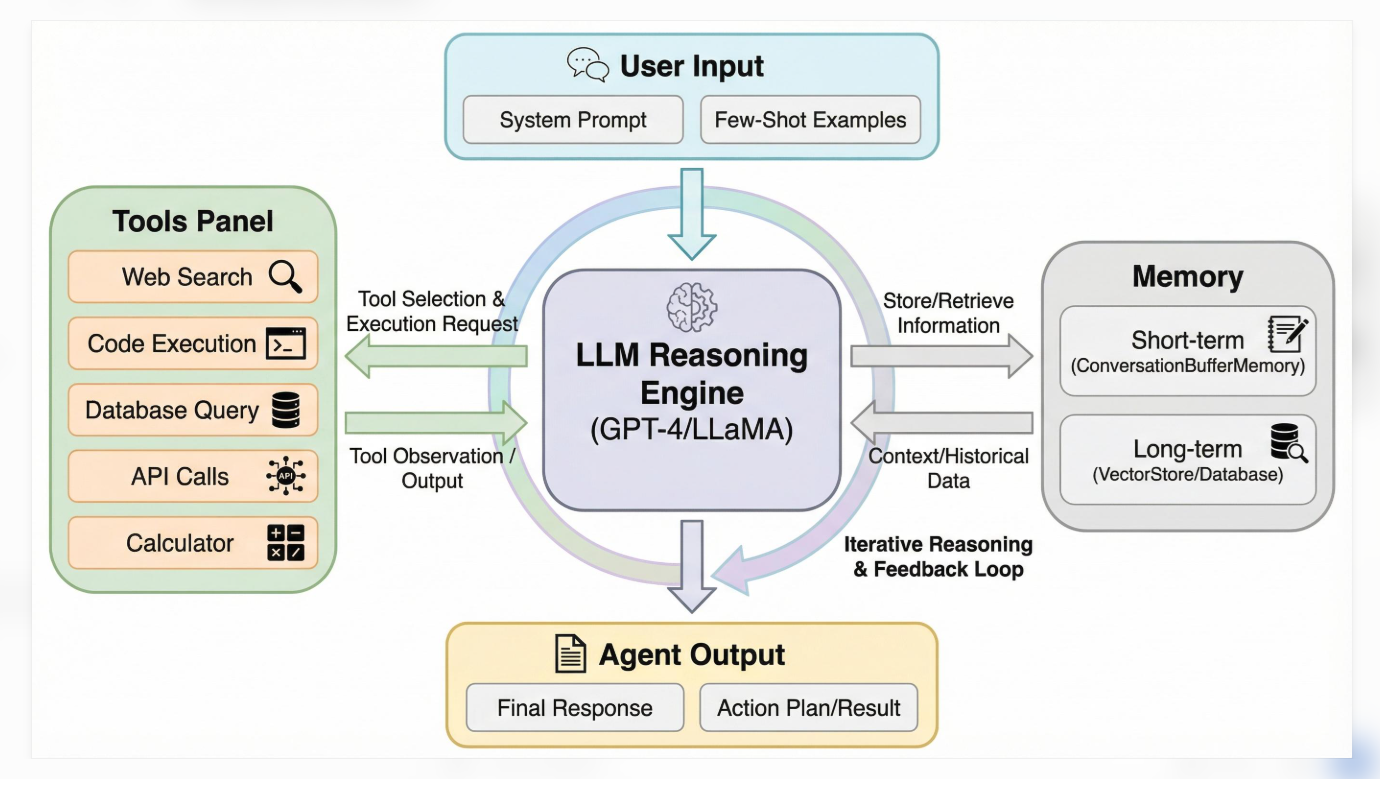 User Input
System Prompt
Few-Shot Examples
Tools Panel
Web Search
Code Execution
Database Query
API Calls
API
Calculator
Tool Selection &
Execution Request
Tool Observation /
Output
LLM Reasoning
Engine
(GPT-4/LLaMA)
Store/Retrieve
Information
Context/Historical
Data
Memory
Short-term
(ConversationBufferMemory)
Long-term
(VectorStore/Database)
Iterative Reasoning
& Feedback Loop
Agent Output
Final Response
Action Plan/Result